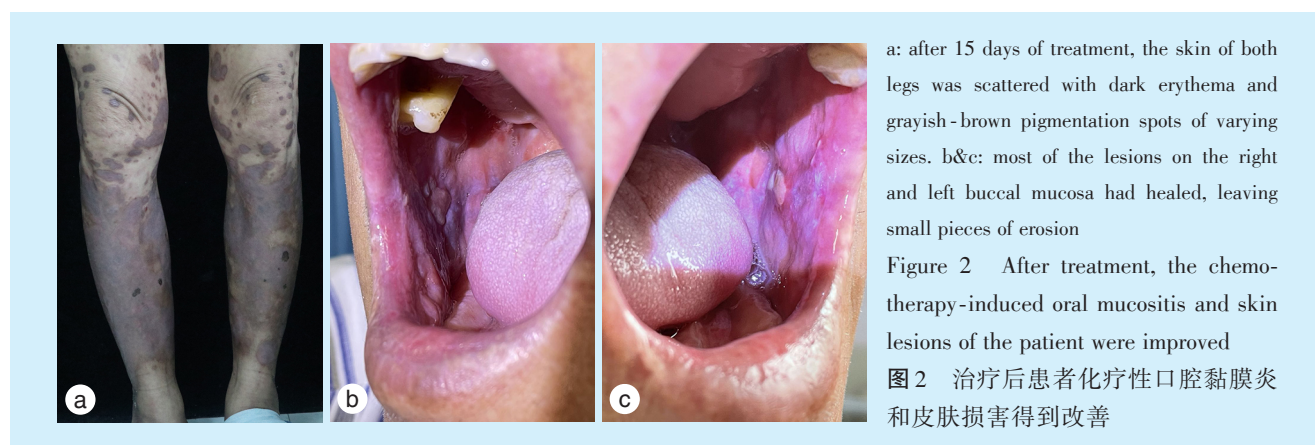 a
b
c
a: after 15 days of treatment, the skin of both
legs was scattered with dark erythema and
grayish-brown pigmentation spots of varying
sizes. b&c: most of the lesions on the right
and left buccal mucosa had healed, leaving
small pieces of erosion
Figure 2 After treatment, the chemo-
therapy-induced oral mucositis and skin
lesions of the patient were improved
图2 治疗后患者化疗性口腔黏膜炎
和皮肤损害得到改善